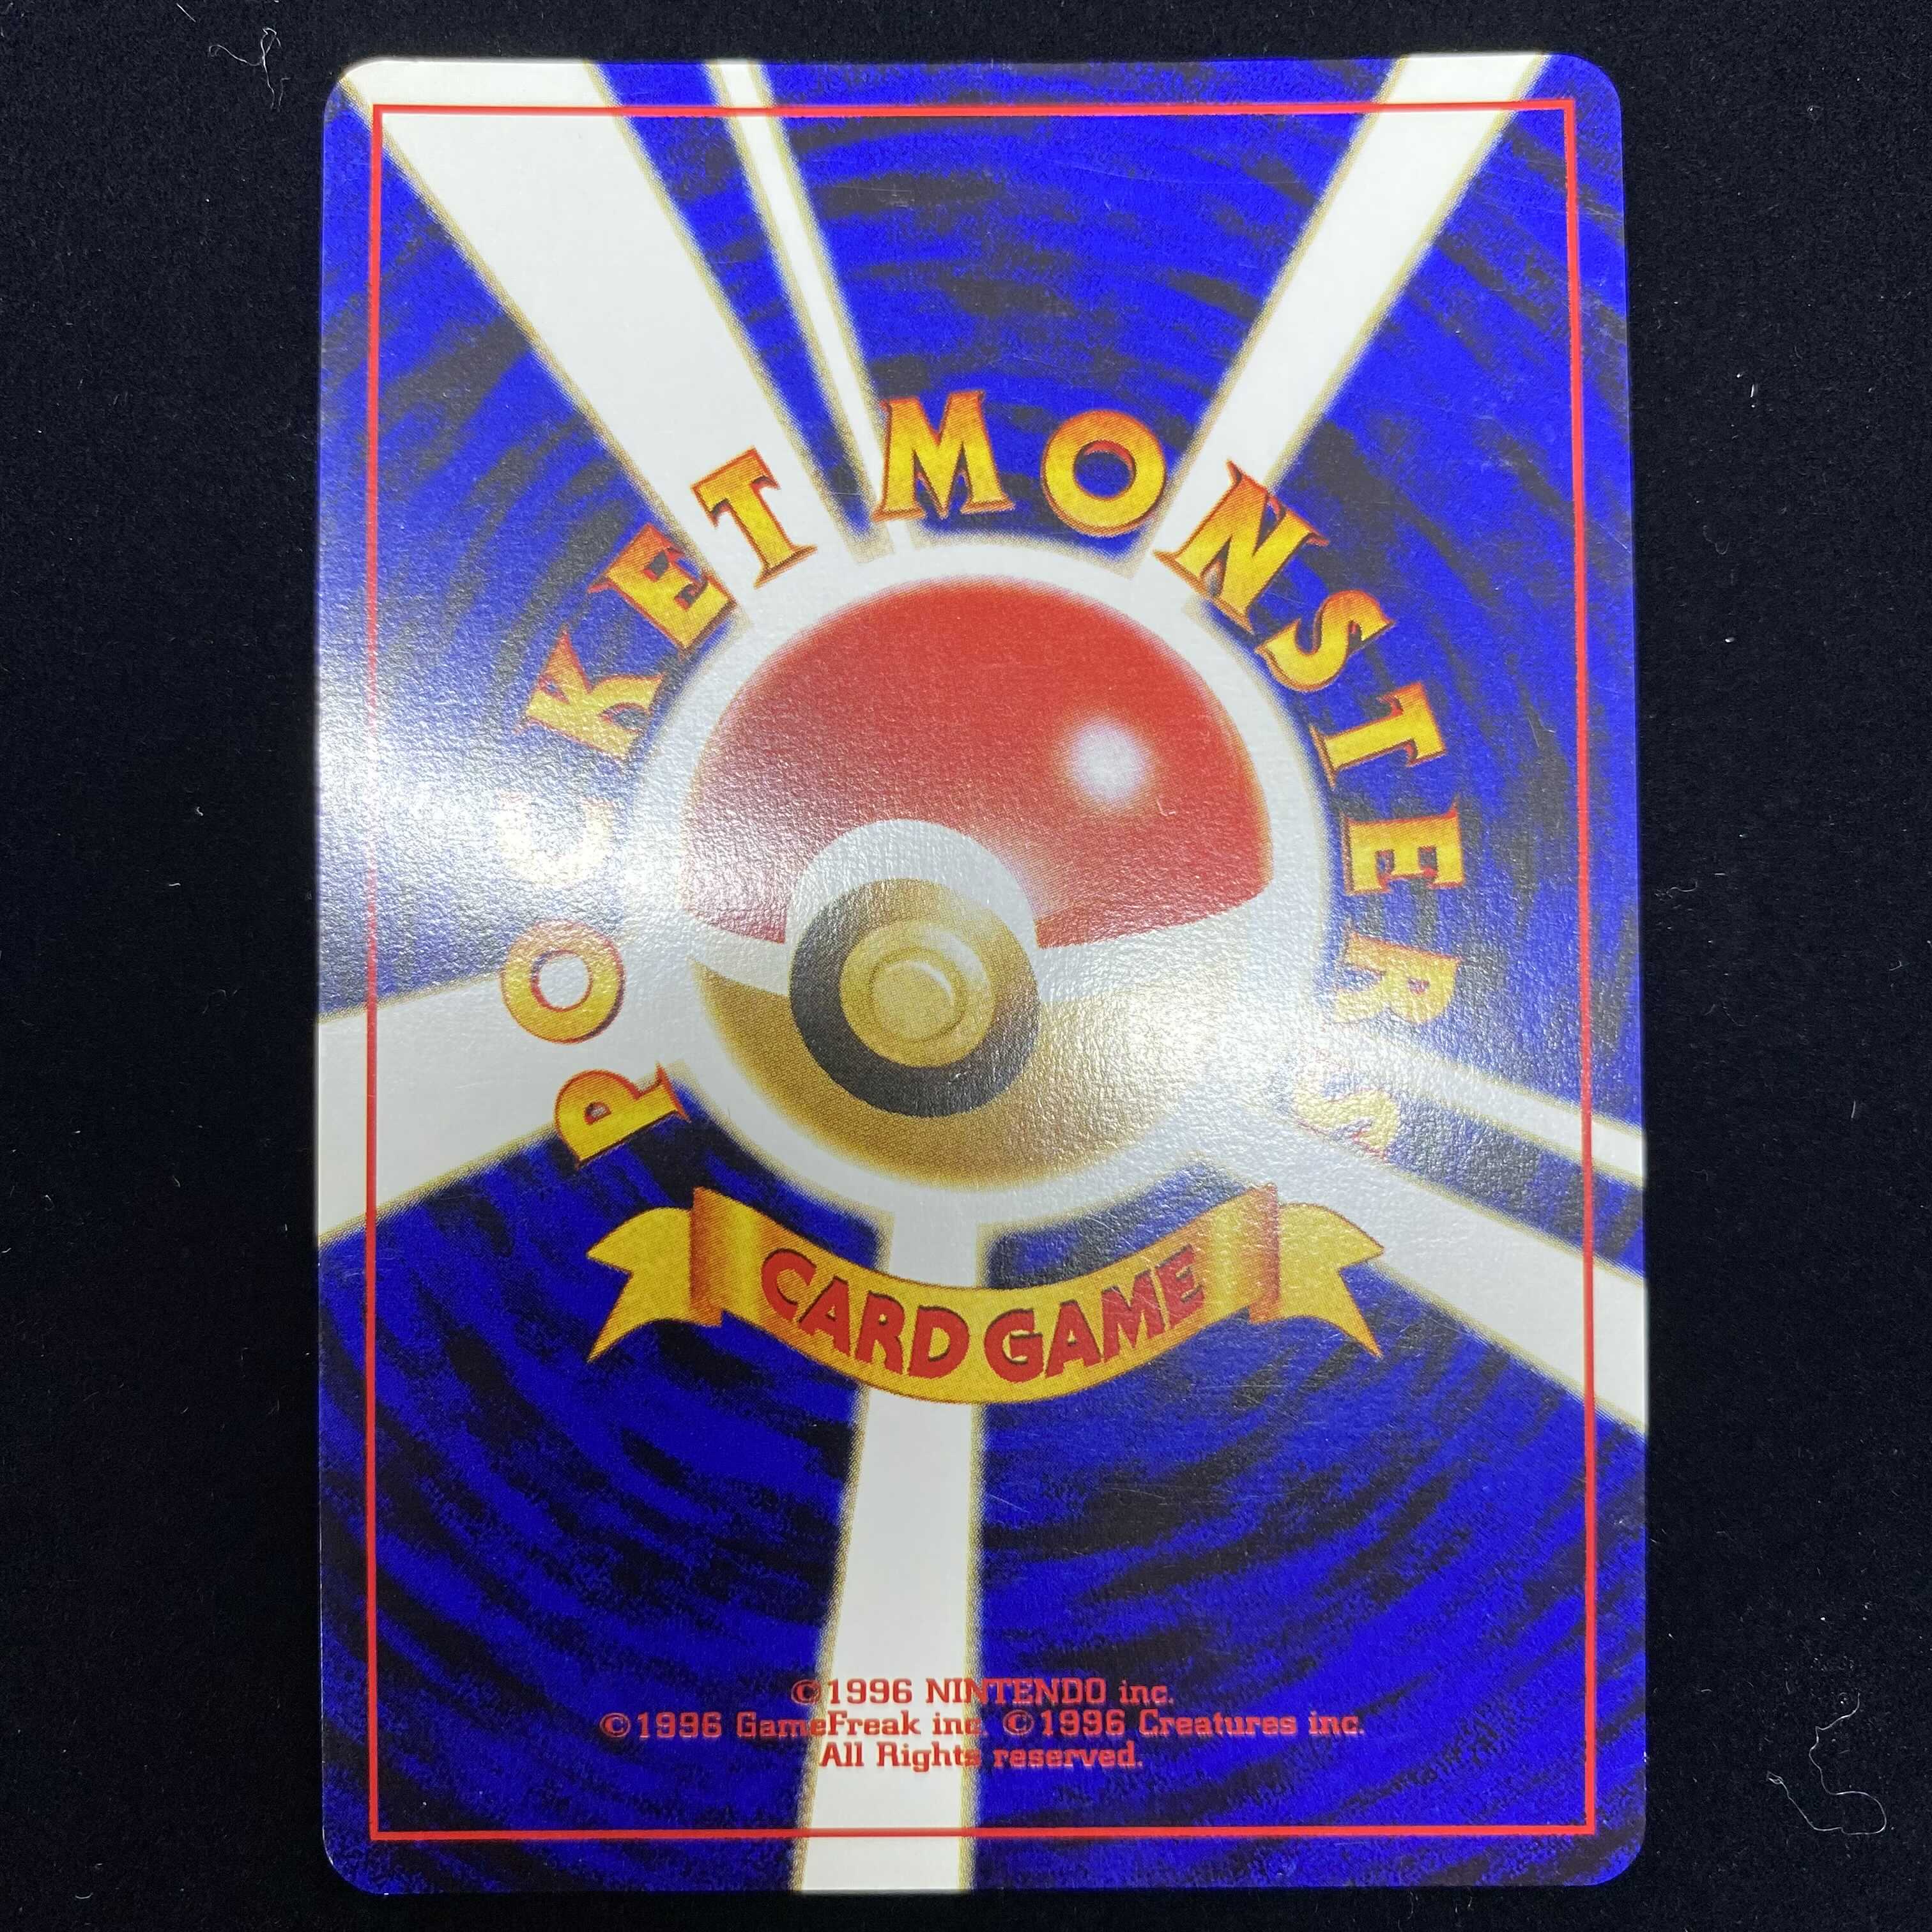 POCKET MONSTERS
CARD GAME
©1996 NINTENDO inc.
©1996 GameFreak inc. ©1996 Creatures inc.
All Rights reserved.